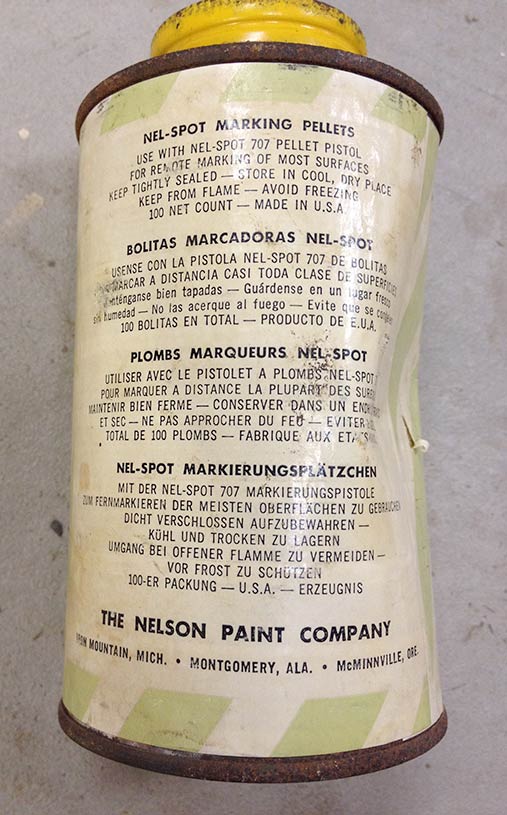 NEL-SPOT MARKING PELLETS
USE WITH NEL-SPOT 707 PELLET PISTOL
FOR REMOTE MARKING OF MOST SURFACES
KEEP TIGHTLY SEALED — STORE IN COOL, DRY PLACE
KEEP FROM FLAME — AVOID FREEZING
100 NET COUNT — MADE IN U.S.A.
BOLITAS MARCADORAS NEL-SPOT
USENSE CON LA PISTOLA NEL-SPOT 707 DE BOLITAS
MARCAR A DISTANCIA CASI TODA CLASE DE
bien tapadas — Guárdense en un lugar
humedad — No las acerque al fuego — Evite que se
100 BOLITAS EN TOTAL — PRODUCTO DE E.U.A.
PLOMBS MARQUEURS NEL-SPOT
UTILISER AVEC LE PISTOLET A PLOMBS NEL-SPOT
POUR MARQUER A DISTANCE LA PLUPART DES
MAINTENIR BIEN FERME — CONSERVER DANS UN
ET SEC — NE PAS APPROCHER DU FEU — EVITER
TOTAL DE 100 PLOMBS — FABRIQUE AUX
NEL-SPOT MARKIERUNGSPLÄTZCHEN
MIT DER NEL-SPOT 707 MARKIERUNGSPISTOLE
ZUM FERNMARKIEREN DER MEISTEN OBERFLÄCHEN ZU GEBRAUCHEN
DICHT VERSCHLOSSEN AUFZUBEWAHREN —
KÜHL UND TROCKEN ZU LAGERN
UMGANG BEI OFFENER FLAMME ZU VERMEIDEN —
VOR FROST ZU SCHÜTZEN
100-ER PACKUNG — U.S.A. — ERZEUGNIS
THE NELSON PAINT COMPANY
MOUNTAIN, MICH. • MONTGOMERY, ALA. • McMINNVILLE, ORE.